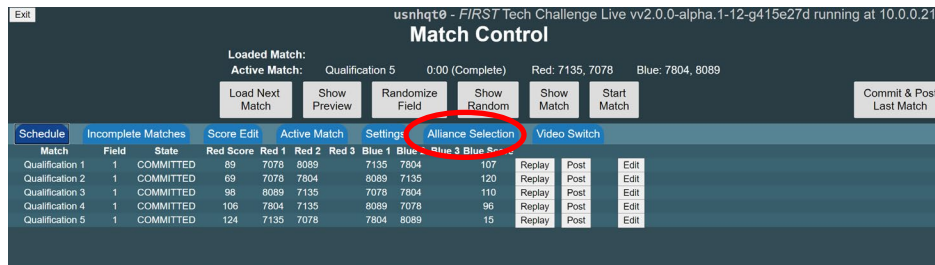 Exit
usnhqt0 - FIRST Tech Challenge Live vv2.0.0-alpha.1-12-g415e27d running at 10.0.0.21
Match Control
Loaded Match:
Active Match: Qualification 5 0:00 (Complete) Red: 7135, 7078 Blue: 7804, 8089
Load Next Match Show Preview Randomize Field Show Random Show Match Start Match Commit & Post Last Match
Schedule Incomplete Matches Score Edit Active Match Settings Alliance Selection Video Switch
Match Field State Red Score Red 1 Red 2 Red 3 Blue 1 Blue 3 Blue Score
Qualification 1 1 COMMITTED 89 7078 8089 7135 7804 107 Replay Post Edit
Qualification 2 1 COMMITTED 69 7078 7804 8089 7135 120 Replay Post Edit
Qualification 3 1 COMMITTED 98 8089 7135 7078 7804 110 Replay Post Edit
Qualification 4 1 COMMITTED 106 7804 7135 8089 7078 96 Replay Post Edit
Qualification 5 1 COMMITTED 124 7135 7078 7804 8089 15 Replay Post Edit